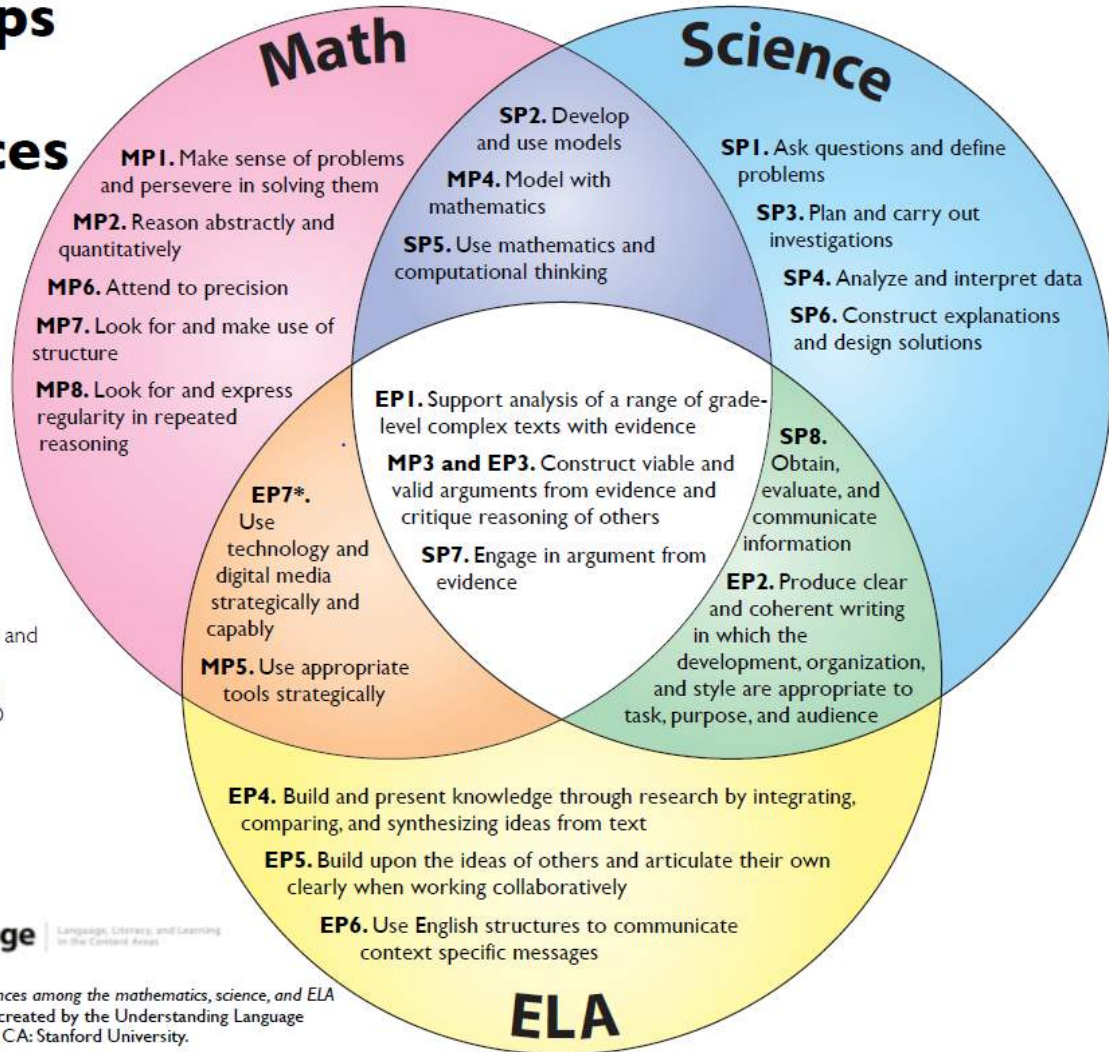 ps
ces
Math
Science
MP1. Make sense of problems
and persevere in solving them
MP2. Reason abstractly and
quantitatively
MP6. Attend to precision
MP7. Look for and make use of
structure
MP8. Look for and express
regularity in repeated
reasoning
SP2. Develop
and use models
MP4. Model with
mathematics
SP5. Use mathematics and
computational thinking
SP1. Ask questions and define
problems
SP3. Plan and carry out
investigations
SP4. Analyze and interpret data
SP6. Construct explanations
and design solutions
EP1. Support analysis of a range of grade-
level complex texts with evidence
MP3 and EP3. Construct viable and
valid arguments from evidence and
critique reasoning of others
SP7. Engage in argument from
evidence
EP7*.
Use
technology and
digital media
strategically and
capably
MP5. Use appropriate
tools strategically
SP8.
Obtain,
evaluate, and
communicate
information
EP2. Produce clear
and coherent writing
in which the
development, organization,
and style are appropriate to
task, purpose, and audience
and
EP4. Build and present knowledge through research by integrating,
comparing, and synthesizing ideas from text
EP5. Build upon the ideas of others and articulate their own
clearly when working collaboratively
EP6. Use English structures to communicate
context specific messages
ELA
ge
Language, Literacy, and Learning
in the Content Areas
nces among the mathematics, science, and ELA
created by the Understanding Language
CA: Stanford University.